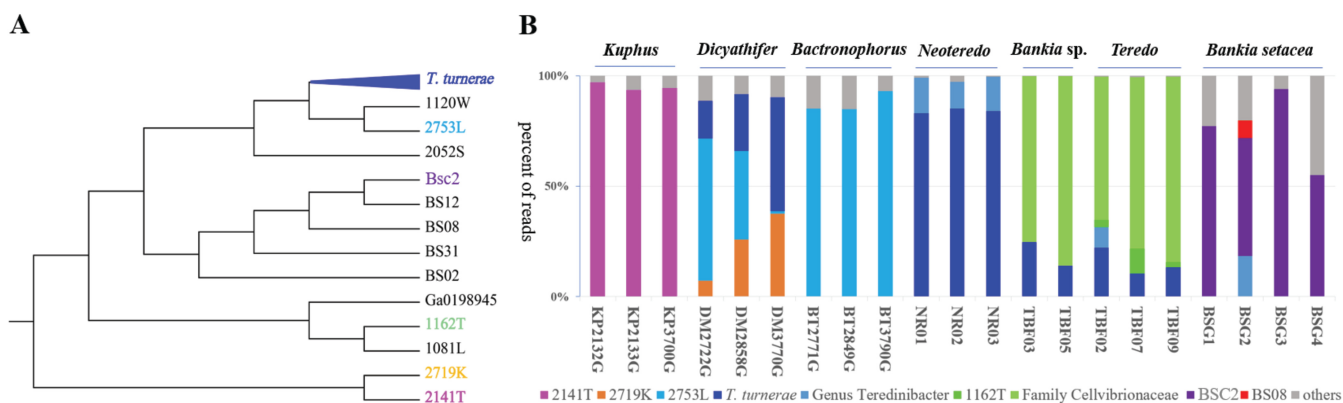 A
T. turnerae
1120W
2753L
2052S
Bsc2
BS12
BS08
BS31
BS02
Ga0198945
1162T
1081L
2719K
2141T
B
Kuphus Dicyathifer Bactronophorus Neoteredo Bankia sp. Teredo Bankia setacea
percent of reads
100%
50%
0%
KP2132G KP2133G KP3700G DM2722G DM2858G DM3770G BT2771G BT2849G BT3790G NR01 NR02 NR03 TBF03 TBF05 TBF02 TBF07 TBF09 BSG1 BSG2 BSG3 BSG4
2141T 2719K 2753L T. turnerae Genus Teredinibacter 1162T Family Cellvibrionaceae BSC2 BS08 others